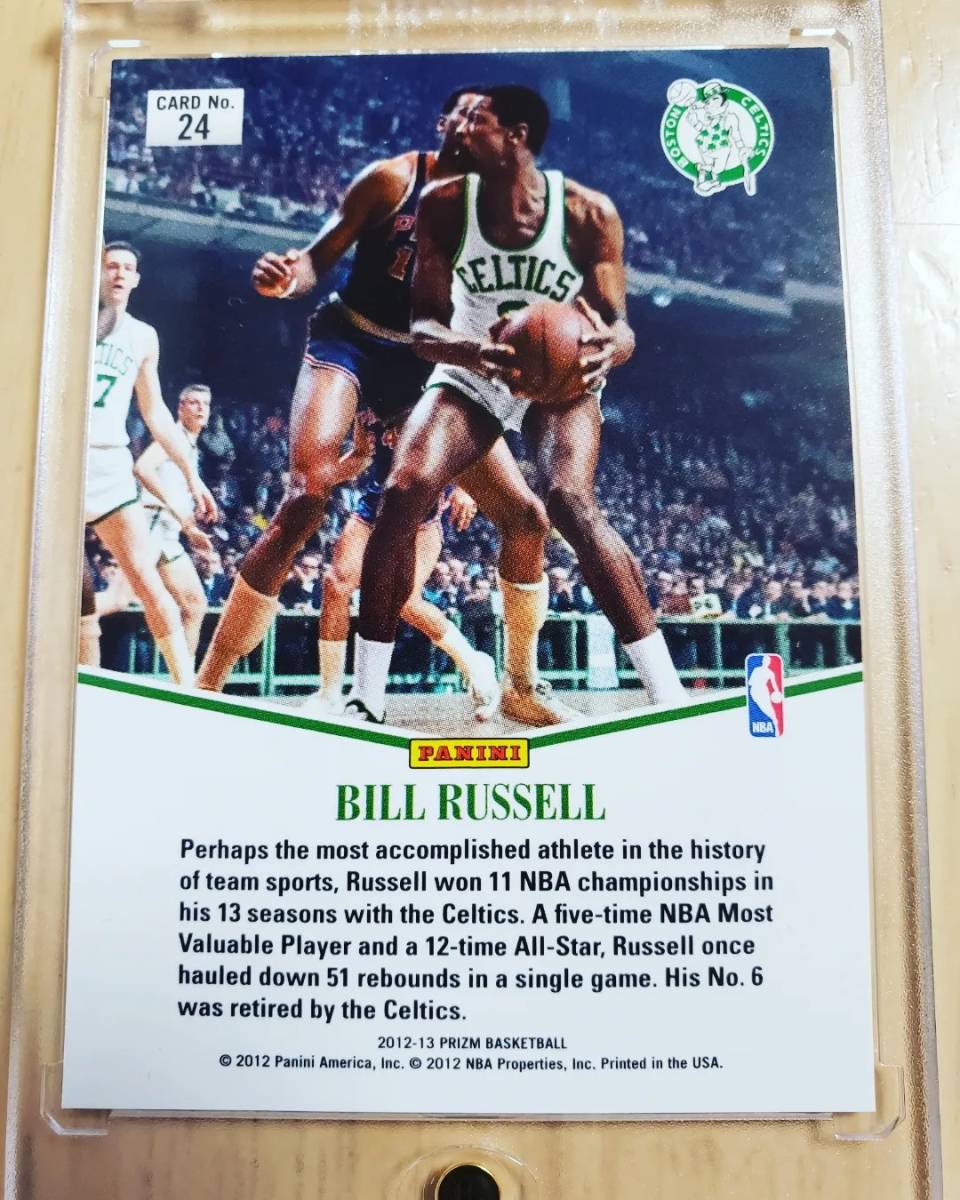 CARD No.
24
BOSTON CELTICS
CELTICS
7
NBA
PANINI
BILL RUSSELL
Perhaps the most accomplished athlete in the history
of team sports, Russell won 11 NBA championships in
his 13 seasons with the Celtics. A five-time NBA Most
Valuable Player and a 12-time All-Star, Russell once
hauled down 51 rebounds in a single game. His No. 6
was retired by the Celtics.
2012-13 PRIZM BASKETBALL
© 2012 Panini America, Inc. © 2012 NBA Properties, Inc. Printed in the USA.